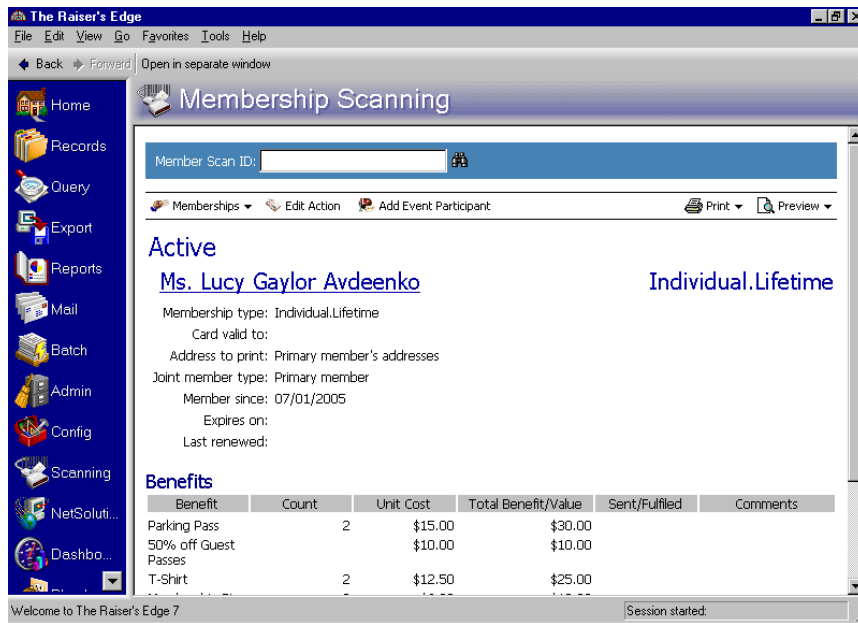 The Raiser's Edge
File Edit View Go Favorites Tools Help
Back Forward Open in separate window
Home
Records
Query
Export
Reports
Mail
Batch
Admin
Config
Scanning
NetSoluti...
Dashbo...
Membership Scanning
Member Scan ID:
Memberships Edit Action Add Event Participant Print Preview
Active
Ms. Lucy Gaylor Avdeenko Individual.Lifetime
Membership type: Individual.Lifetime
Card valid to:
Address to print: Primary member's addresses
Joint member type: Primary member
Member since: 07/01/2005
Expires on:
Last renewed:
Benefits
Benefit Count Unit Cost Total Benefit/Value Sent/Fulfilled Comments
Parking Pass 2 $15.00 $30.00
50% off Guest $10.00 $10.00
Passes
T-Shirt 2 $12.50 $25.00
Welcome to The Raiser's Edge 7 Session started: